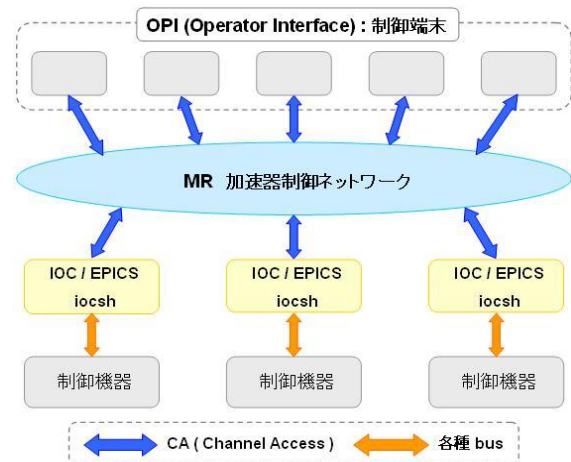 OPI (Operator Interface) : 制御端末
MR 加速器制御ネットワーク
IOC / EPICS
iocsh
IOC / EPICS
iocsh
IOC / EPICS
iocsh
制御機器
制御機器
制御機器
CA ( Channel Access )
各種 bus